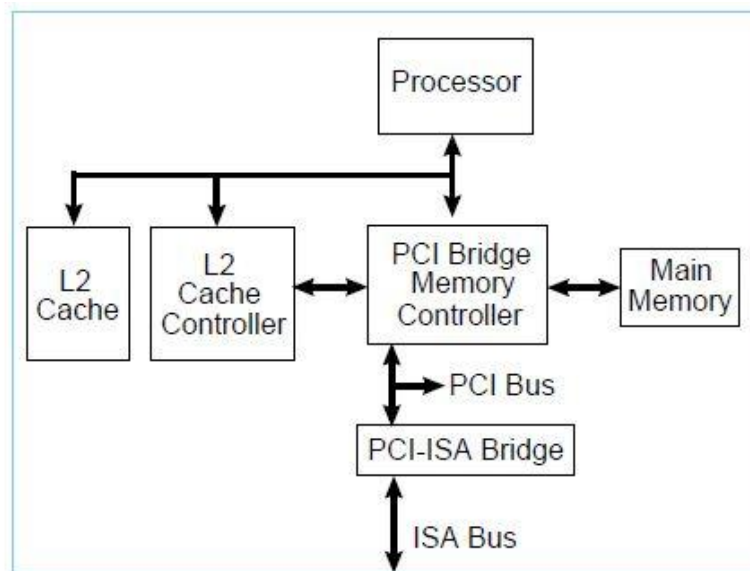 Processor
L2
Cache
L2
Cache
Controller
PCI Bridge
Memory
Controller
Main
Memory
PCI Bus
PCI-ISA Bridge
ISA Bus